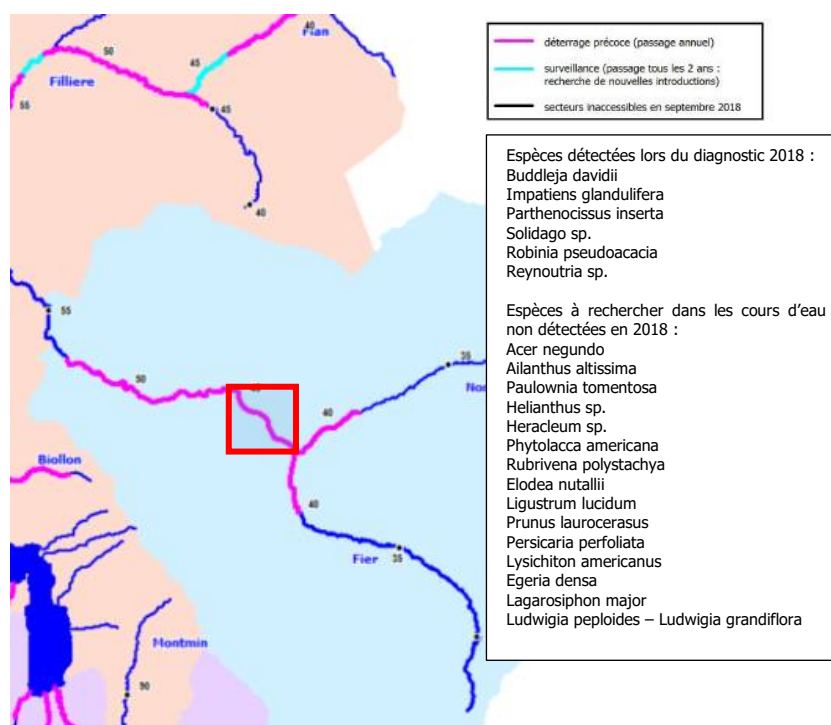 50
45
40
Fian
Filliere
55
45
40
déterrage précoce (passage annuel)
surveillance (passage tous les 2 ans :
recherche de nouvelles introductions)
secteurs inaccessibles en septembre 2018
Espèces détectées lors du diagnostic 2018 :
Buddleja davidii
Impatiens glandulifera
Parthenocissus inserta
Solidago sp.
Robinia pseudoacacia
Reynoutria sp.
Espèces à rechercher dans les cours d'eau
non détectées en 2018 :
Acer negundo
Ailanthus altissima
Paulownia tomentosa
Helianthus sp.
Heracleum sp.
Phytolacca americana
Rubrivena polystachya
Elodea nutallii
Ligustrum lucidum
Prunus laurocerasus
Persicaria perfoliata
Lysichiton americanus
Egeria densa
Lagarosiphon major
Ludwigia peploides – Ludwigia grandiflora
55
50
35
40
Biollon
40
Fier
35
Montmin
90